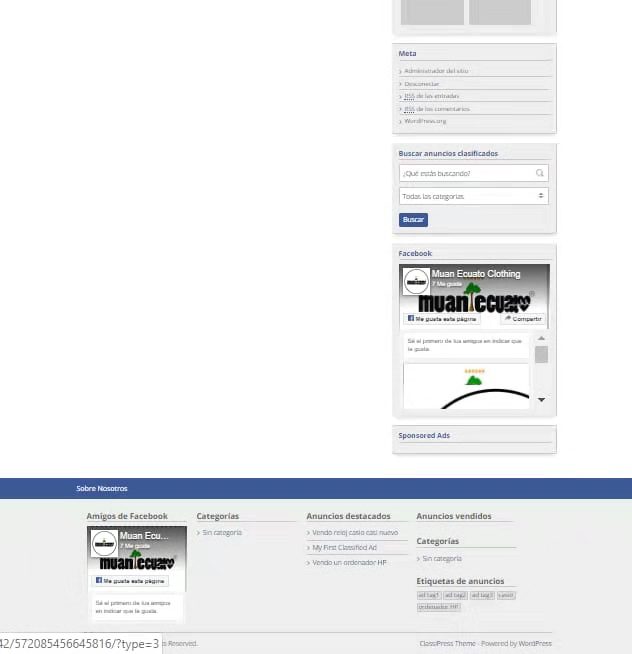 Meta
Administrador del sitio
Desconectar
RSS de las entradas
RSS de los comentarios
WordPress.org
Buscar anuncios clasificados
¿Qué estás buscando?
Todas las categorías
Buscar
Facebook
Muan Ecuato Clothing
7 Me gusta
muantecuaro
Me gusta esta página
Compartir
Sé el primero de tus amigos en indicar que
te gusta.
Sponsored Ads
Sobre Nosotros
Amigos de Facebook
Muan Ecu...
7 Me gusta
muantecuaro
Me gusta esta página
Sé el primero de tus amigos
en indicar que te gusta.
Categorías
Sin categoría
Anuncios destacados
Vendo reloj casio casi nuevo
My First Classified Ad
Vendo un ordenador HP
Anuncios vendidos
Categorías
Sin categoría
Etiquetas de anuncios
ad tag1 ad tag2 ad tag3 casio
ordenador HP
42/572085456645816/?type=3
ts Reserved.
ClassiPress Theme - Powered by WordPress